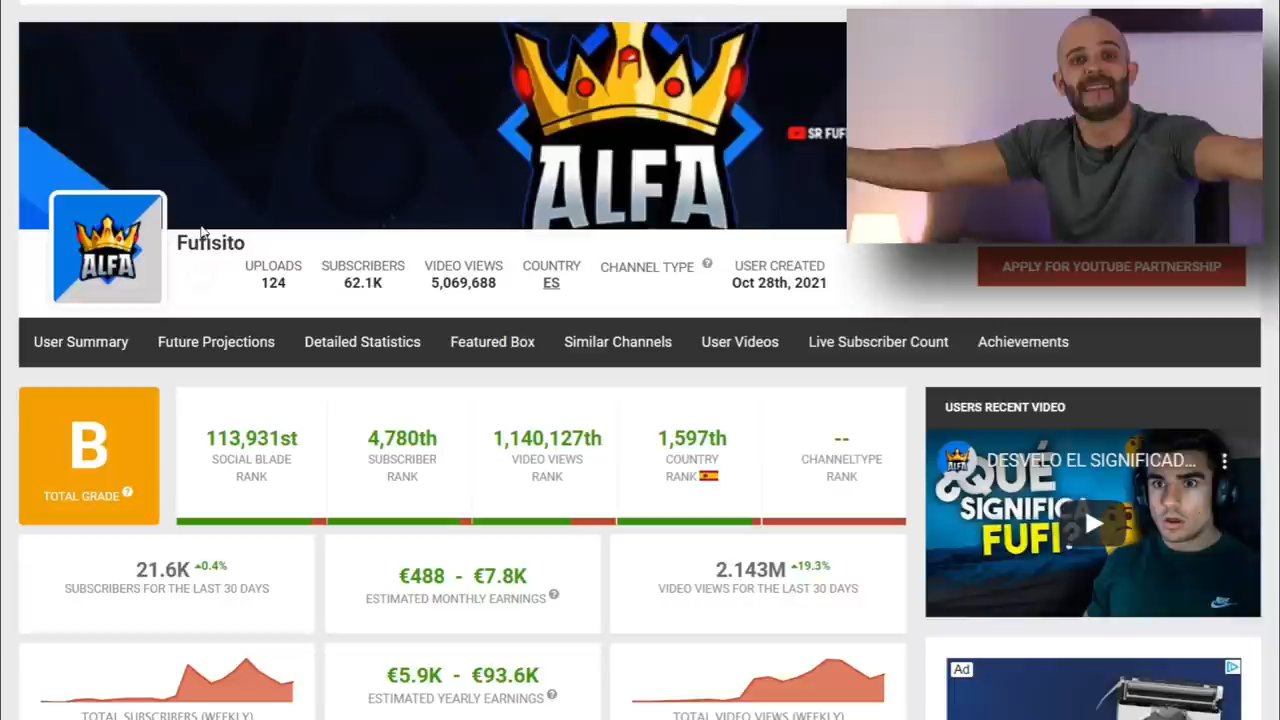 ALFA
SR FUF
ALFA
Fufisito
UPLOADS
124
SUBSCRIBERS
62.1K
VIDEO VIEWS
5,069,688
COUNTRY
ES
CHANNEL TYPE ?
USER CREATED
Oct 28th, 2021
APPLY FOR YOUTUBE PARTNERSHIP
User Summary Future Projections Detailed Statistics Featured Box Similar Channels User Videos Live Subscriber Count Achievements
B
TOTAL GRADE ?
113,931st
SOCIAL BLADE
RANK
4,780th
SUBSCRIBER
RANK
1,140,127th
VIDEO VIEWS
RANK
1,597th
COUNTRY
RANK
--
CHANNELTYPE
RANK
USERS RECENT VIDEO
ALFA
DESVELO EL SIGNIFICAD...
¿QUÉ
SIGNIFIC
FUFI?
21.6K 0.4%
SUBSCRIBERS FOR THE LAST 30 DAYS
€488 - €7.8K
ESTIMATED MONTHLY EARNINGS ?
2.143M 19.3%
VIDEO VIEWS FOR THE LAST 30 DAYS
TOTAL SUBSCRIBERS (WEEKLY)
€5.9K - €93.6K
ESTIMATED YEARLY EARNINGS ?
TOTAL VIDEO VIEWS (WEEKLY)
Ad